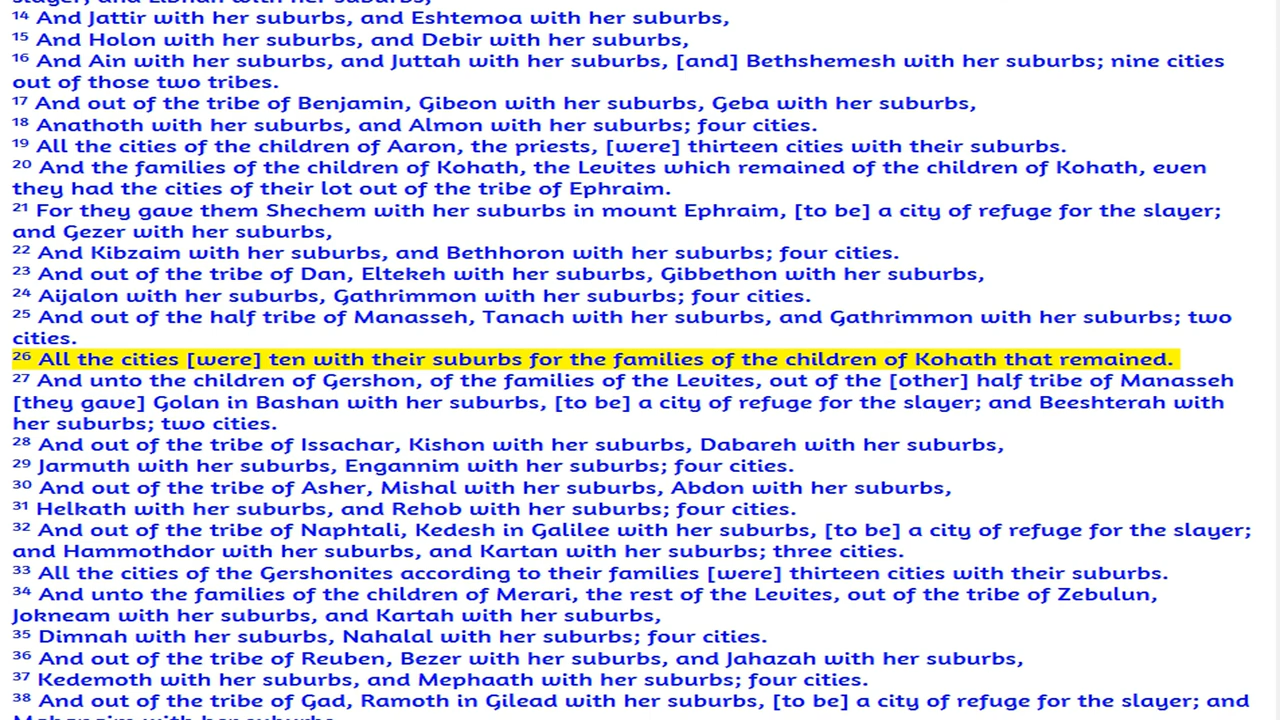 slayer; and Libnah with her suburbs,
¹⁴ And Jattir with her suburbs, and Eshtemoa with her suburbs,
¹⁵ And Holon with her suburbs, and Debir with her suburbs,
¹⁶ And Ain with her suburbs, and Juttah with her suburbs, [and] Bethshemesh with her suburbs; nine cities
out of those two tribes.
¹⁷ And out of the tribe of Benjamin, Gibeon with her suburbs, Geba with her suburbs,
¹⁸ Anathoth with her suburbs, and Almon with her suburbs; four cities.
¹⁹ All the cities of the children of Aaron, the priests, [were] thirteen cities with their suburbs.
²⁰ And the families of the children of Kohath, the Levites which remained of the children of Kohath, even
they had the cities of their lot out of the tribe of Ephraim.
²¹ For they gave them Shechem with her suburbs in mount Ephraim, [to be] a city of refuge for the slayer;
and Gezer with her suburbs,
²² And Kibzaim with her suburbs, and Bethhoron with her suburbs; four cities.
²³ And out of the tribe of Dan, Eltekeh with her suburbs, Gibbethon with her suburbs,
²⁴ Aijalon with her suburbs, Gathrimmon with her suburbs; four cities.
²⁵ And out of the half tribe of Manasseh, Tanach with her suburbs, and Gathrimmon with her suburbs; two
cities.
²⁶ All the cities [were] ten with their suburbs for the families of the children of Kohath that remained.
²⁷ And unto the children of Gershon, of the families of the Levites, out of the [other] half tribe of Manasseh
[they gave] Golan in Bashan with her suburbs, [to be] a city of refuge for the slayer; and Beeshterah with
her suburbs; two cities.
²⁸ And out of the tribe of Issachar, Kishon with her suburbs, Dabareh with her suburbs,
²⁹ Jarmuth with her suburbs, Engannim with her suburbs; four cities.
³⁰ And out of the tribe of Asher, Mishal with her suburbs, Abdon with her suburbs,
³¹ Helkath with her suburbs, and Rehob with her suburbs; four cities.
³² And out of the tribe of Naphtali, Kedesh in Galilee with her suburbs, [to be] a city of refuge for the slayer;
and Hammothdor with her suburbs, and Kartan with her suburbs; three cities.
³³ All the cities of the Gershonites according to their families [were] thirteen cities with their suburbs.
³⁴ And unto the families of the children of Merari, the rest of the Levites, out of the tribe of Zebulun,
Jokneam with her suburbs, and Kartah with her suburbs,
³⁵ Dimnah with her suburbs, Nahalal with her suburbs; four cities.
³⁶ And out of the tribe of Reuben, Bezer with her suburbs, and Jahazah with her suburbs,
³⁷ Kedemoth with her suburbs, and Mephaath with her suburbs; four cities.
³⁸ And out of the tribe of Gad, Ramoth in Gilead with her suburbs, [to be] a city of refuge for the slayer; and
Mahanaim with her suburbs,